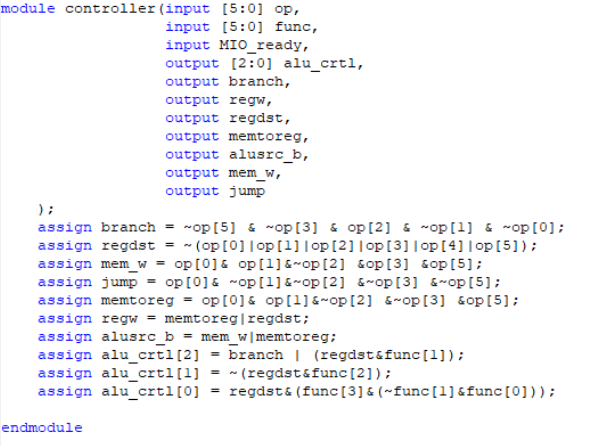 module controller(input [5:0] op,
input [5:0] func,
input MIO_ready,
output [2:0] alu_crtl,
output branch,
output regw,
output regdst,
output memtoreg,
output alusrc_b,
output mem_w,
output jump
);
assign branch = ~op[5] & ~op[3] & op[2] & ~op[1] & ~op[0];
assign regdst = ~(op[0]|op[1]|op[2]|op[3]|op[4]|op[5]);
assign mem_w = op[0]& op[1]&~op[2] &op[3] &op[5];
assign jump = op[0]& ~op[1]&~op[2] &~op[3] &~op[5];
assign memtoreg = op[0]& op[1]&~op[2] &~op[3] &op[5];
assign regw = memtoreg|regdst;
assign alusrc_b = mem_w|memtoreg;
assign alu_crtl[2] = branch | (regdst&func[1]);
assign alu_crtl[1] = ~(regdst&func[2]);
assign alu_crtl[0] = regdst&(func[3]&(~func[1]&func[0]));
endmodule